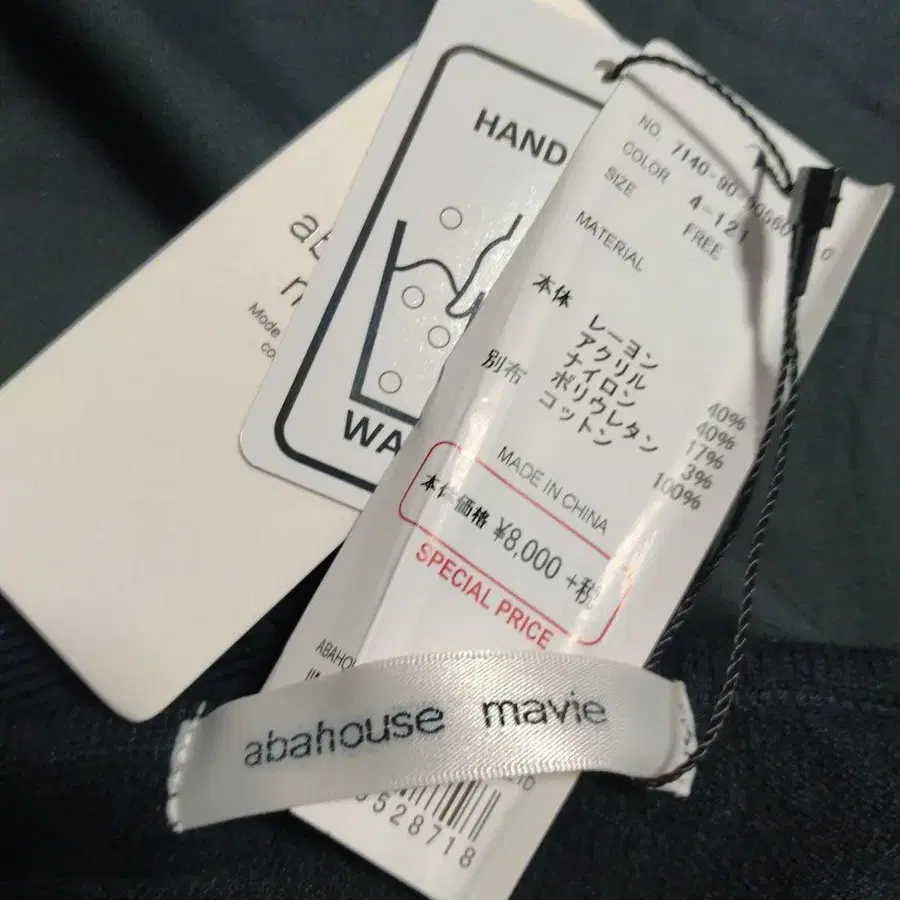 HAND
WA
Mode
NO. 7140-90
COLOR 4-121
SIZE FREE
MATERIAL
本体 レーヨン 40%
アクリル 40%
ナイロン 17%
ポリウレタン 3%
別布 コットン 100%
MADE IN CHINA
本体価格 ¥8,000 +税
SPECIAL PRICE
abahouse mavie
528718